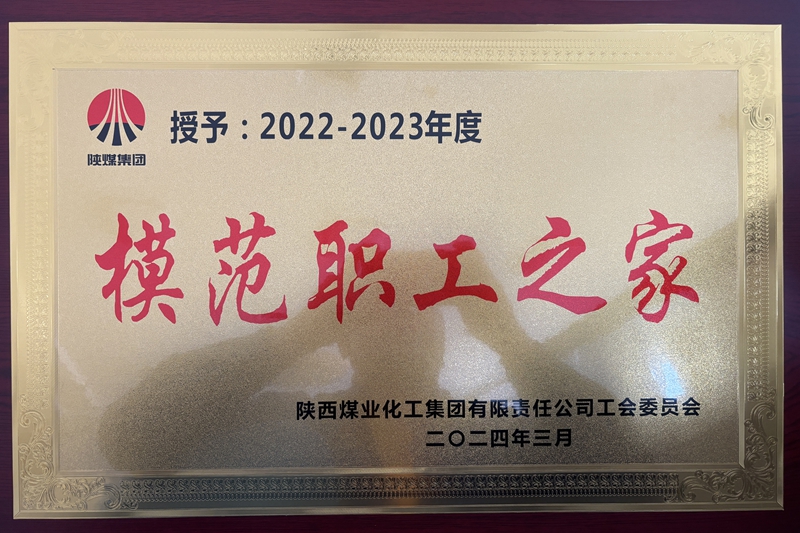 陕煤集团
授予：2022-2023年度
模范职工之家
陕西煤业化工集团有限责任公司工会委员会
二〇二四年三月